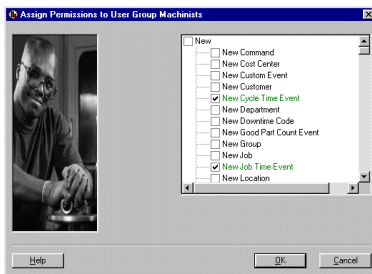 Assign Permissions to User Group Machinists
New
New Command
New Cost Center
New Custom Event
New Customer
New Cycle Time Event
New Department
New Downtime Code
New Good Part Count Event
New Group
New Job
New Job Time Event
New Location
Help
OK
Cancel